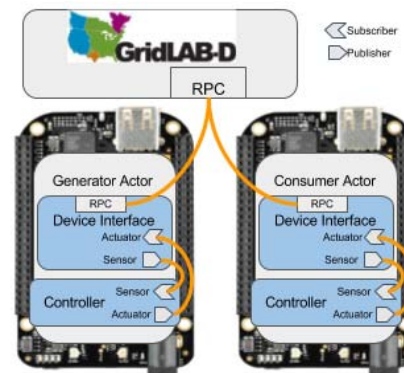 GridLAB-D
Subscriber
Publisher
RPC
Generator Actor
RPC
Device Interface
Actuator
Sensor
Sensor
Controller
Actuator
Consumer Actor
RPC
Device Interface
Actuator
Sensor
Sensor
Controller
Actuator